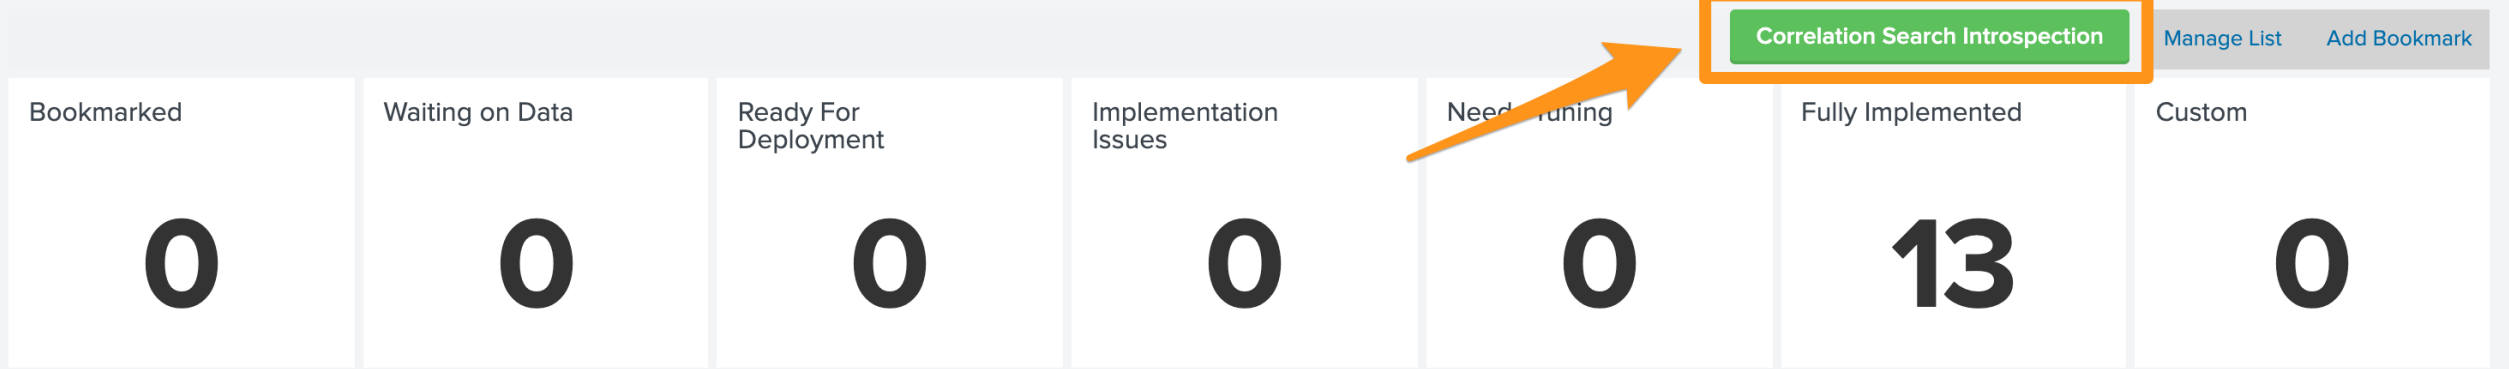 Correlation Search Introspection
Manage List
Add Bookmark
Bookmarked
Waiting on Data
Ready For
Deployment
Implementation
Issues
Fully Implemented
Custom
0
0
0
0
0
13
0